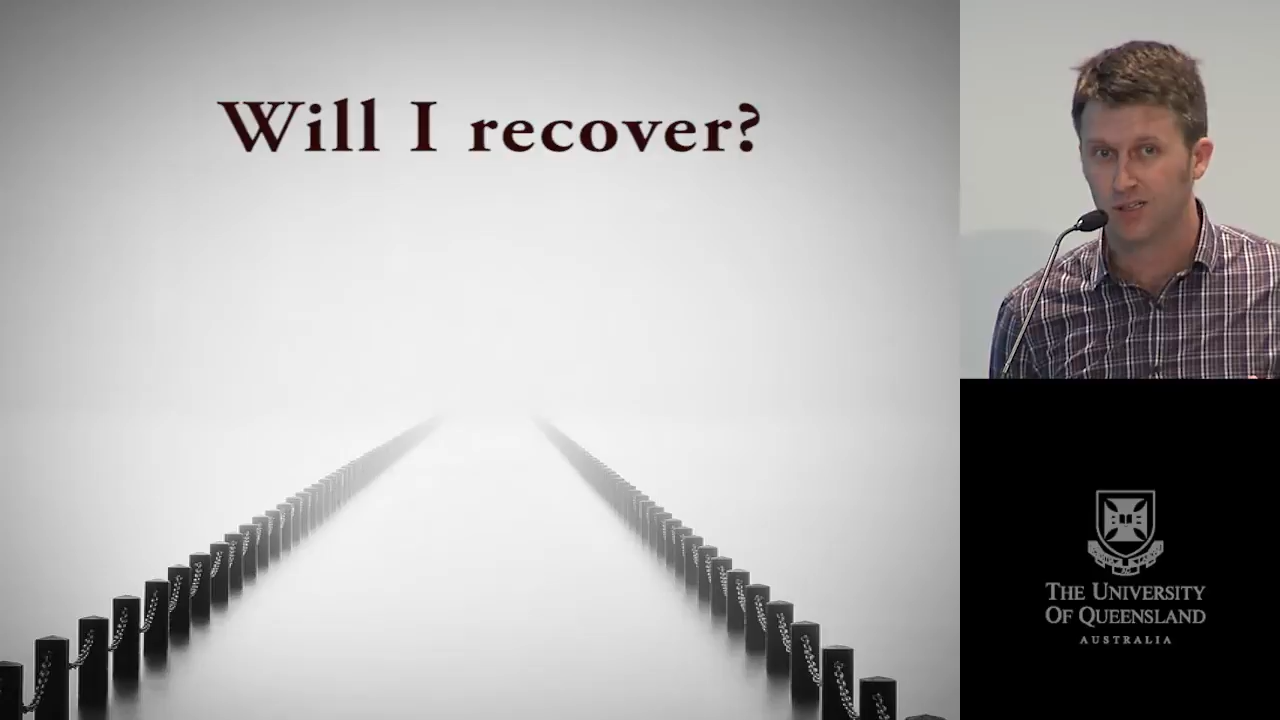 Will I recover?
THE UNIVERSITY
OF QUEENSLAND
AUSTRALIA